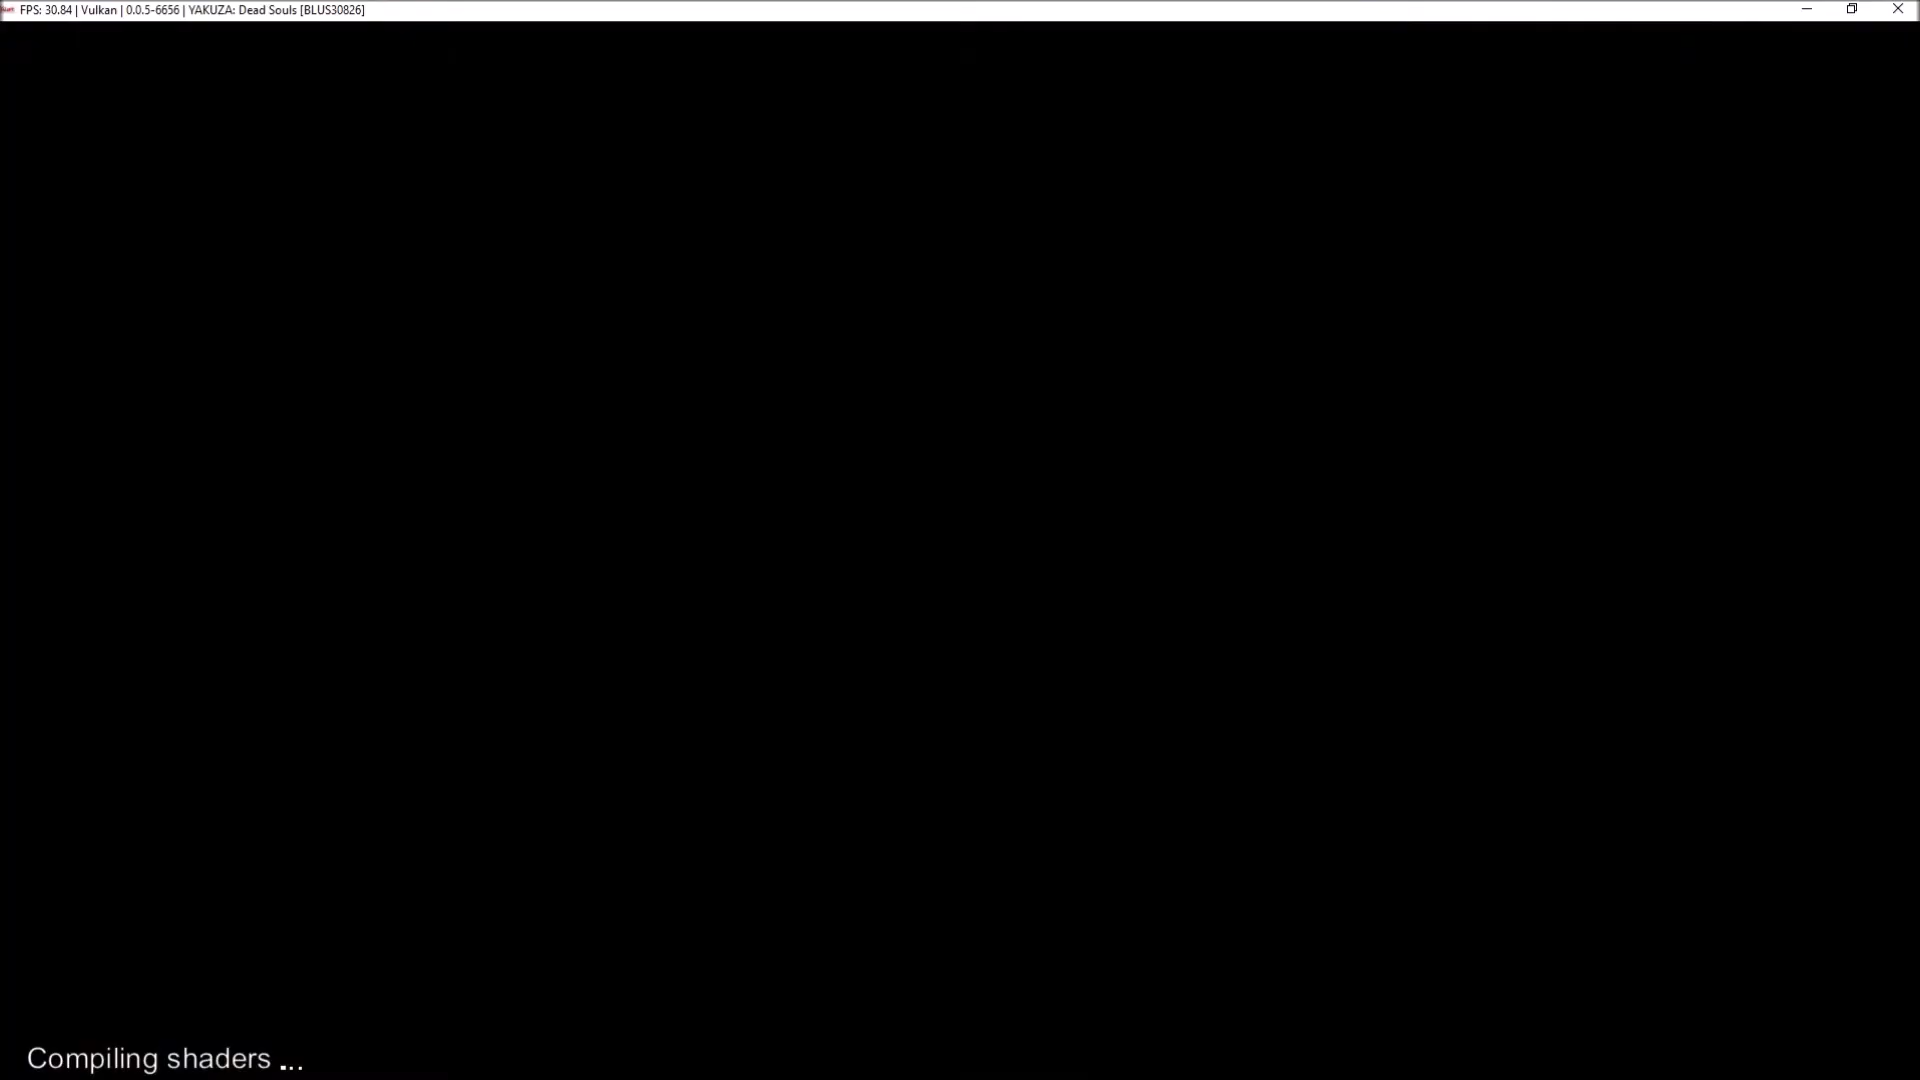 FPS: 30.84 | Vulkan | 0.0.5-6656 | YAKUZA: Dead Souls [BLUS30826]
Compiling shaders ...